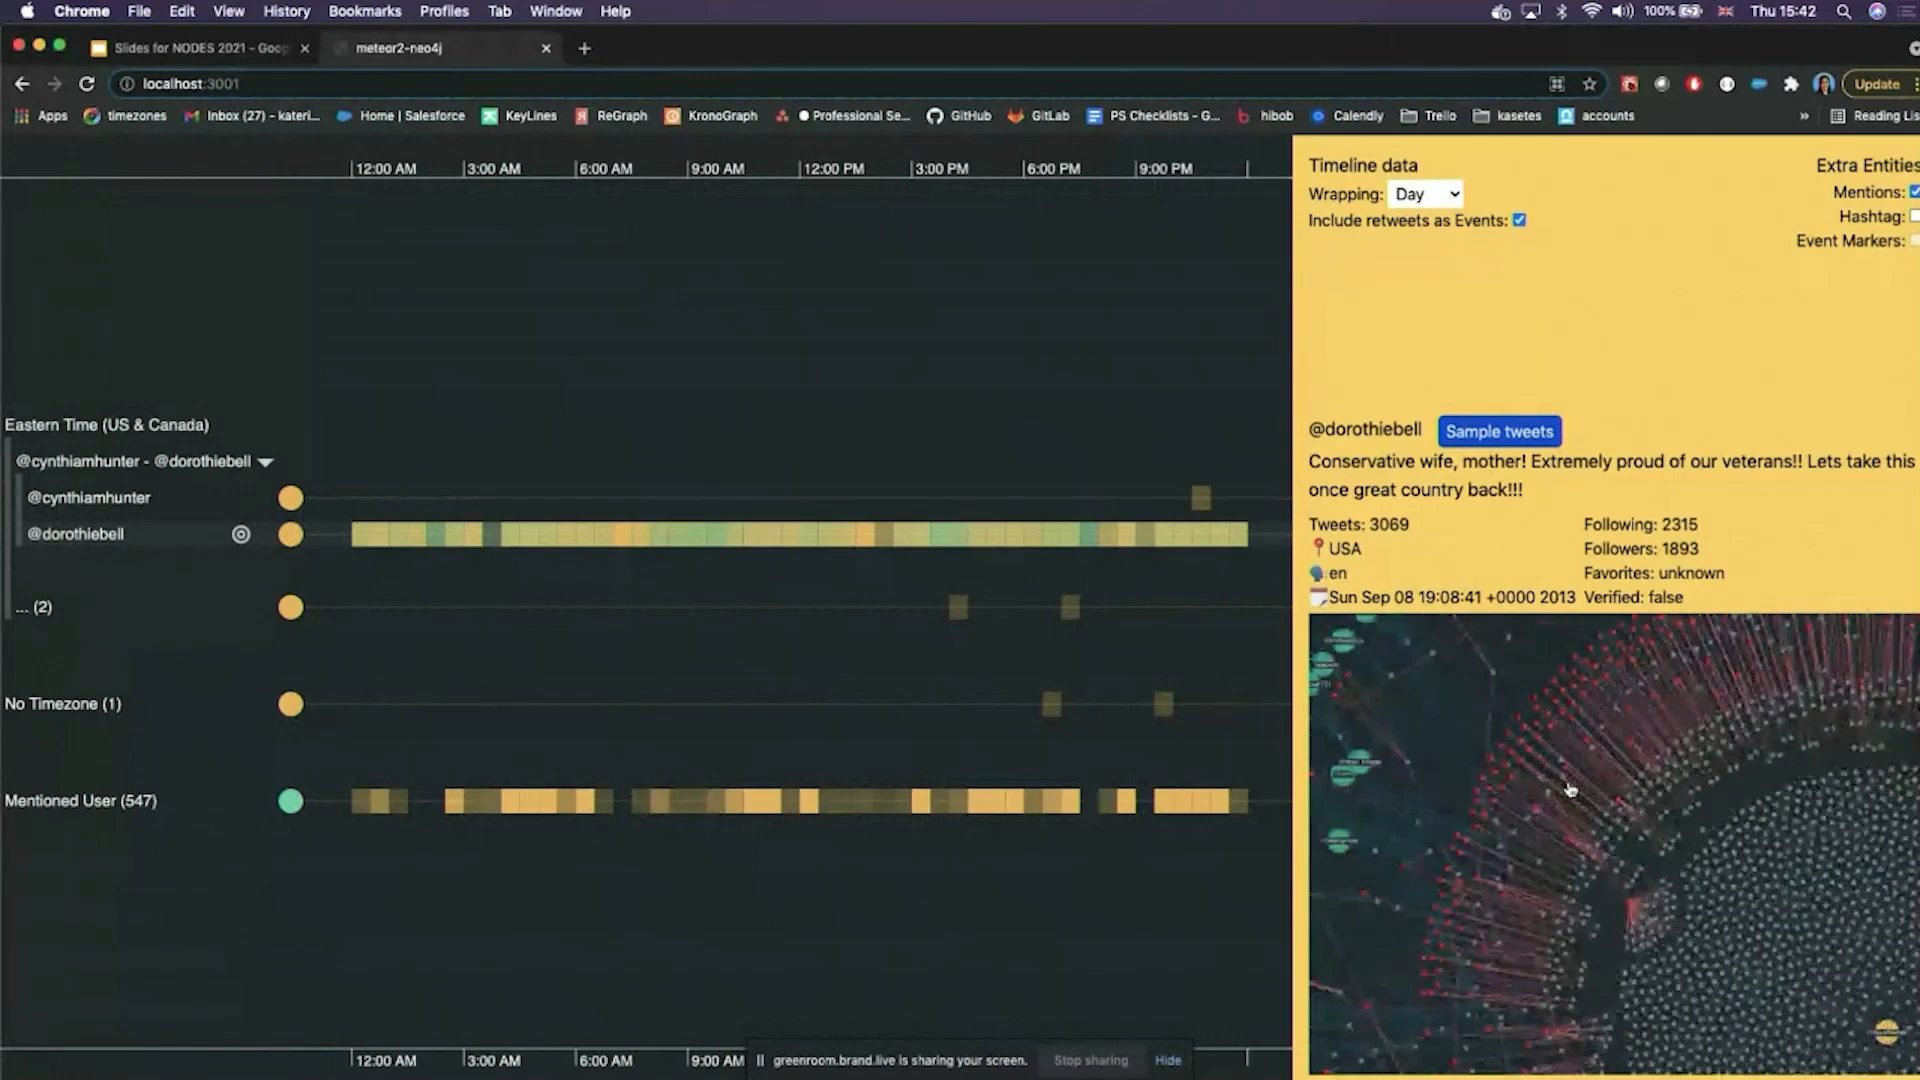 Chrome File Edit View History Bookmarks Profiles Tab Window Help 100% Thu 15:42
Slides for NODES 2021 - Goo
meteor2-neo4j
localhost:3001
Update
Apps timezones Inbox (27) - kateri... Home | Salesforce KeyLines ReGraph KronoGraph Professional Se... GitHub GitLab PS Checklists - G... hibob Calendly Trello kasetes accounts » Reading Lis
12:00 AM 3:00 AM 6:00 AM 9:00 AM 12:00 PM 3:00 PM 6:00 PM 9:00 PM
Eastern Time (US & Canada)
@cynthiamhunter - @dorothiebell
@cynthiamhunter
@dorothiebell
... (2)
No Timezone (1)
Mentioned User (547)
12:00 AM 3:00 AM 6:00 AM 9:00 AM
greenroom.brand.live is sharing your screen. Stop sharing Hide
Timeline data
Wrapping: Day
Include retweets as Events:
Extra Entities
Mentions:
Hashtag:
Event Markers:
@dorothiebell Sample tweets
Conservative wife, mother! Extremely proud of our veterans!! Lets take this
once great country back!!!
Tweets: 3069 Following: 2315
USA Followers: 1893
en Favorites: unknown
Sun Sep 08 19:08:41 +0000 2013 Verified: false